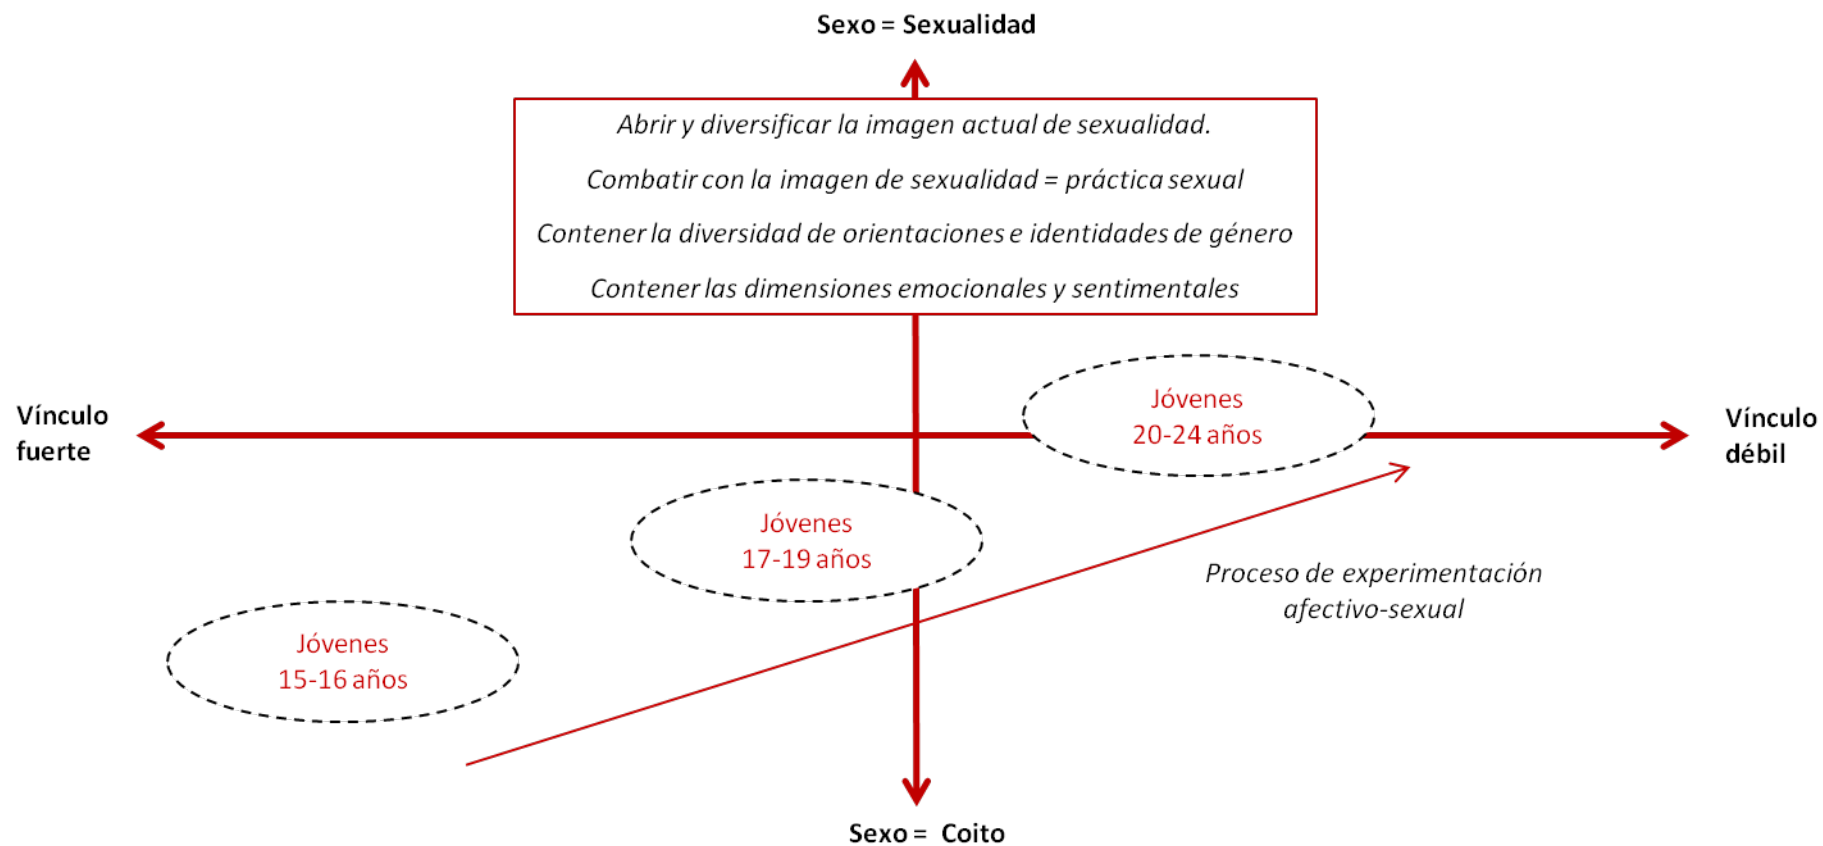 Sexo = Sexualidad
Abrir y diversificar la imagen actual de sexualidad.
Combatir con la imagen de sexualidad = práctica sexual
Contener la diversidad de orientaciones e identidades de género
Contener las dimensiones emocionales y sentimentales
Vínculo
fuerte
Jóvenes
20-24 años
Vínculo
débil
Jóvenes
17-19 años
Proceso de experimentación
afectivo-sexual
Jóvenes
15-16 años
Sexo = Coito